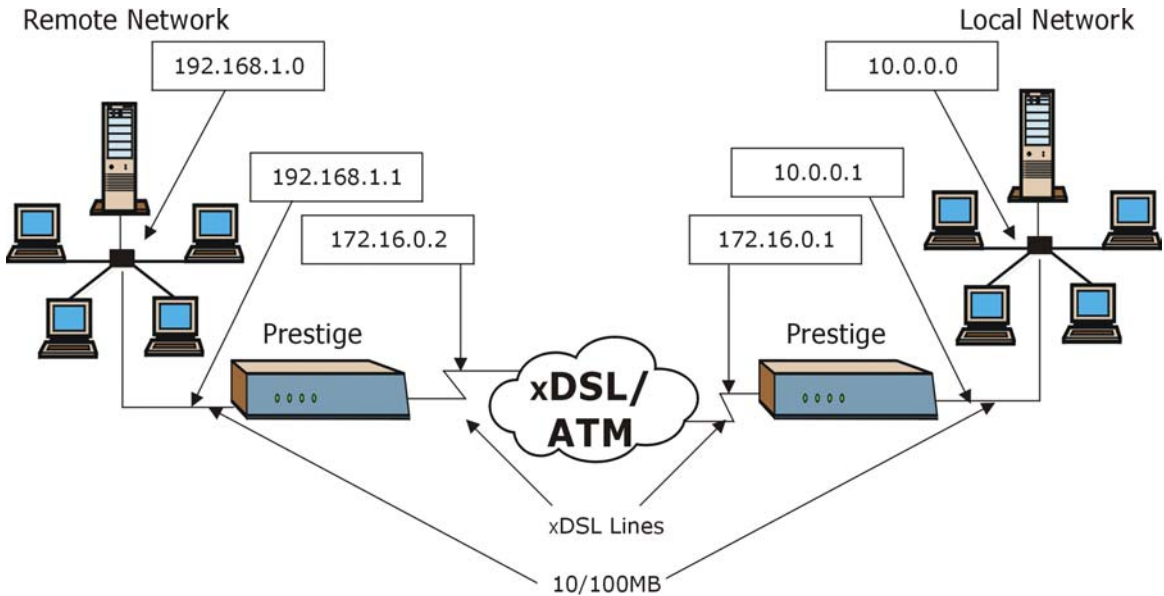 Remote Network
Local Network
192.168.1.0
10.0.0.0
192.168.1.1
10.0.0.1
172.16.0.2
172.16.0.1
Prestige
Prestige
xDSL/
ATM
xDSL Lines
10/100MB